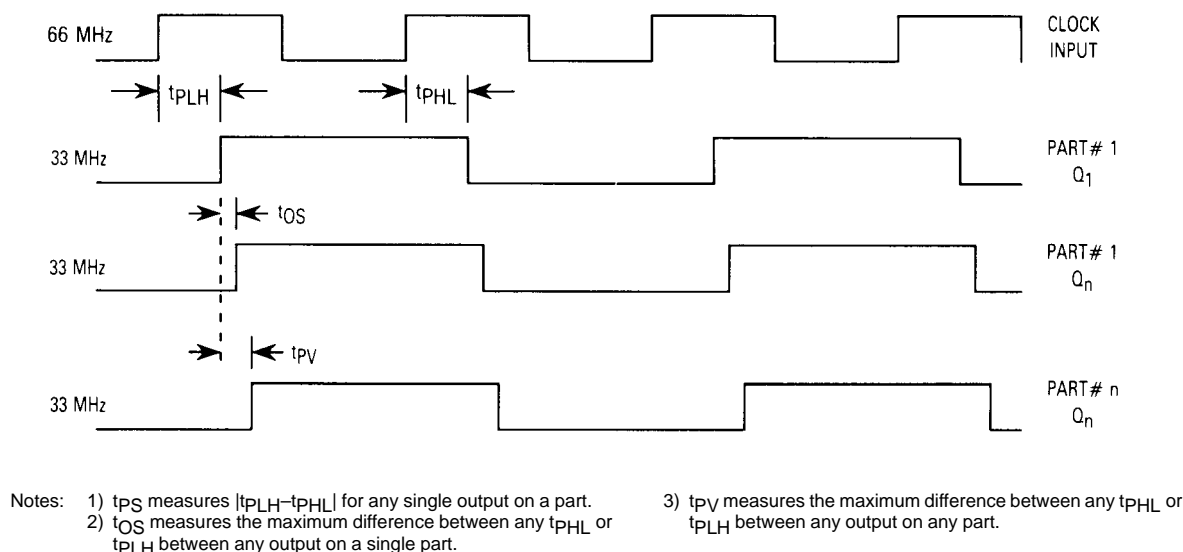 66 MHz
CLOCK
INPUT
tPLH
tPHL
33 MHz
PART# 1
Q1
tOS
33 MHz
PART# 1
Qn
tPV
33 MHz
PART# n
Qn
Notes: 1) tPS measures |tPLH–tPHL| for any single output on a part.
2) tOS measures the maximum difference between any tPHL or
tPLH between any output on a single part.
3) tPV measures the maximum difference between any tPHL or
tPLH between any output on any part.